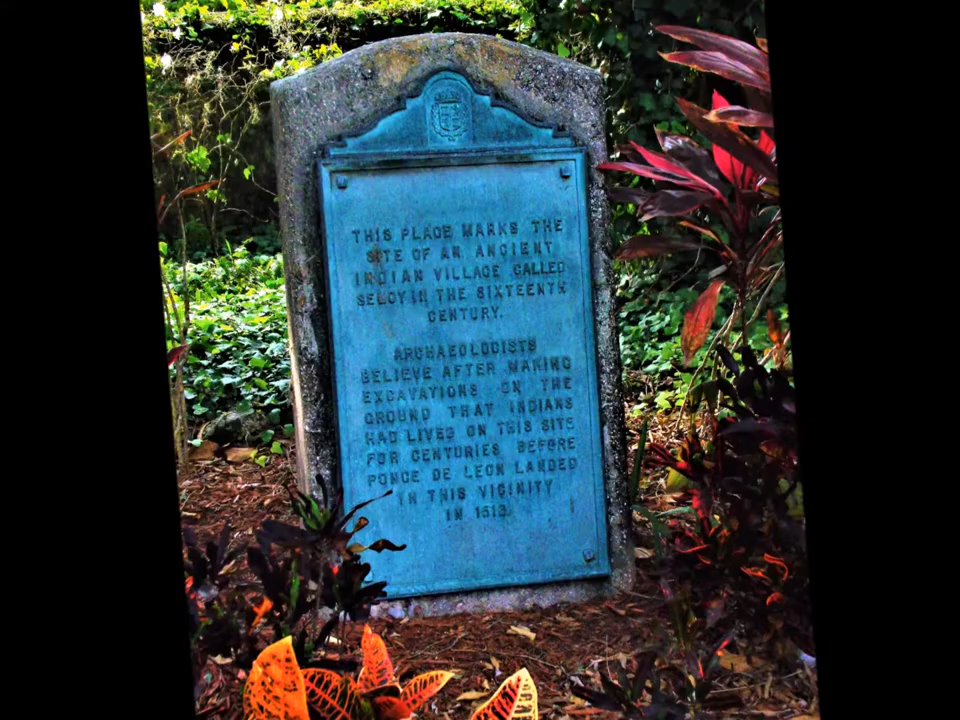 THIS PLACE MARKS THE
SITE OF AN ANCIENT
INDIAN VILLAGE CALLED
SELOY IN THE SIXTEENTH
CENTURY.
ARCHAEOLOGISTS
BELIEVE AFTER MAKING
EXCAVATIONS ON THE
GROUND THAT INDIANS
HAD LIVED ON THIS SITE
FOR CENTURIES BEFORE
PONCE DE LEON LANDED
IN THIS VICINITY
IN 1513.